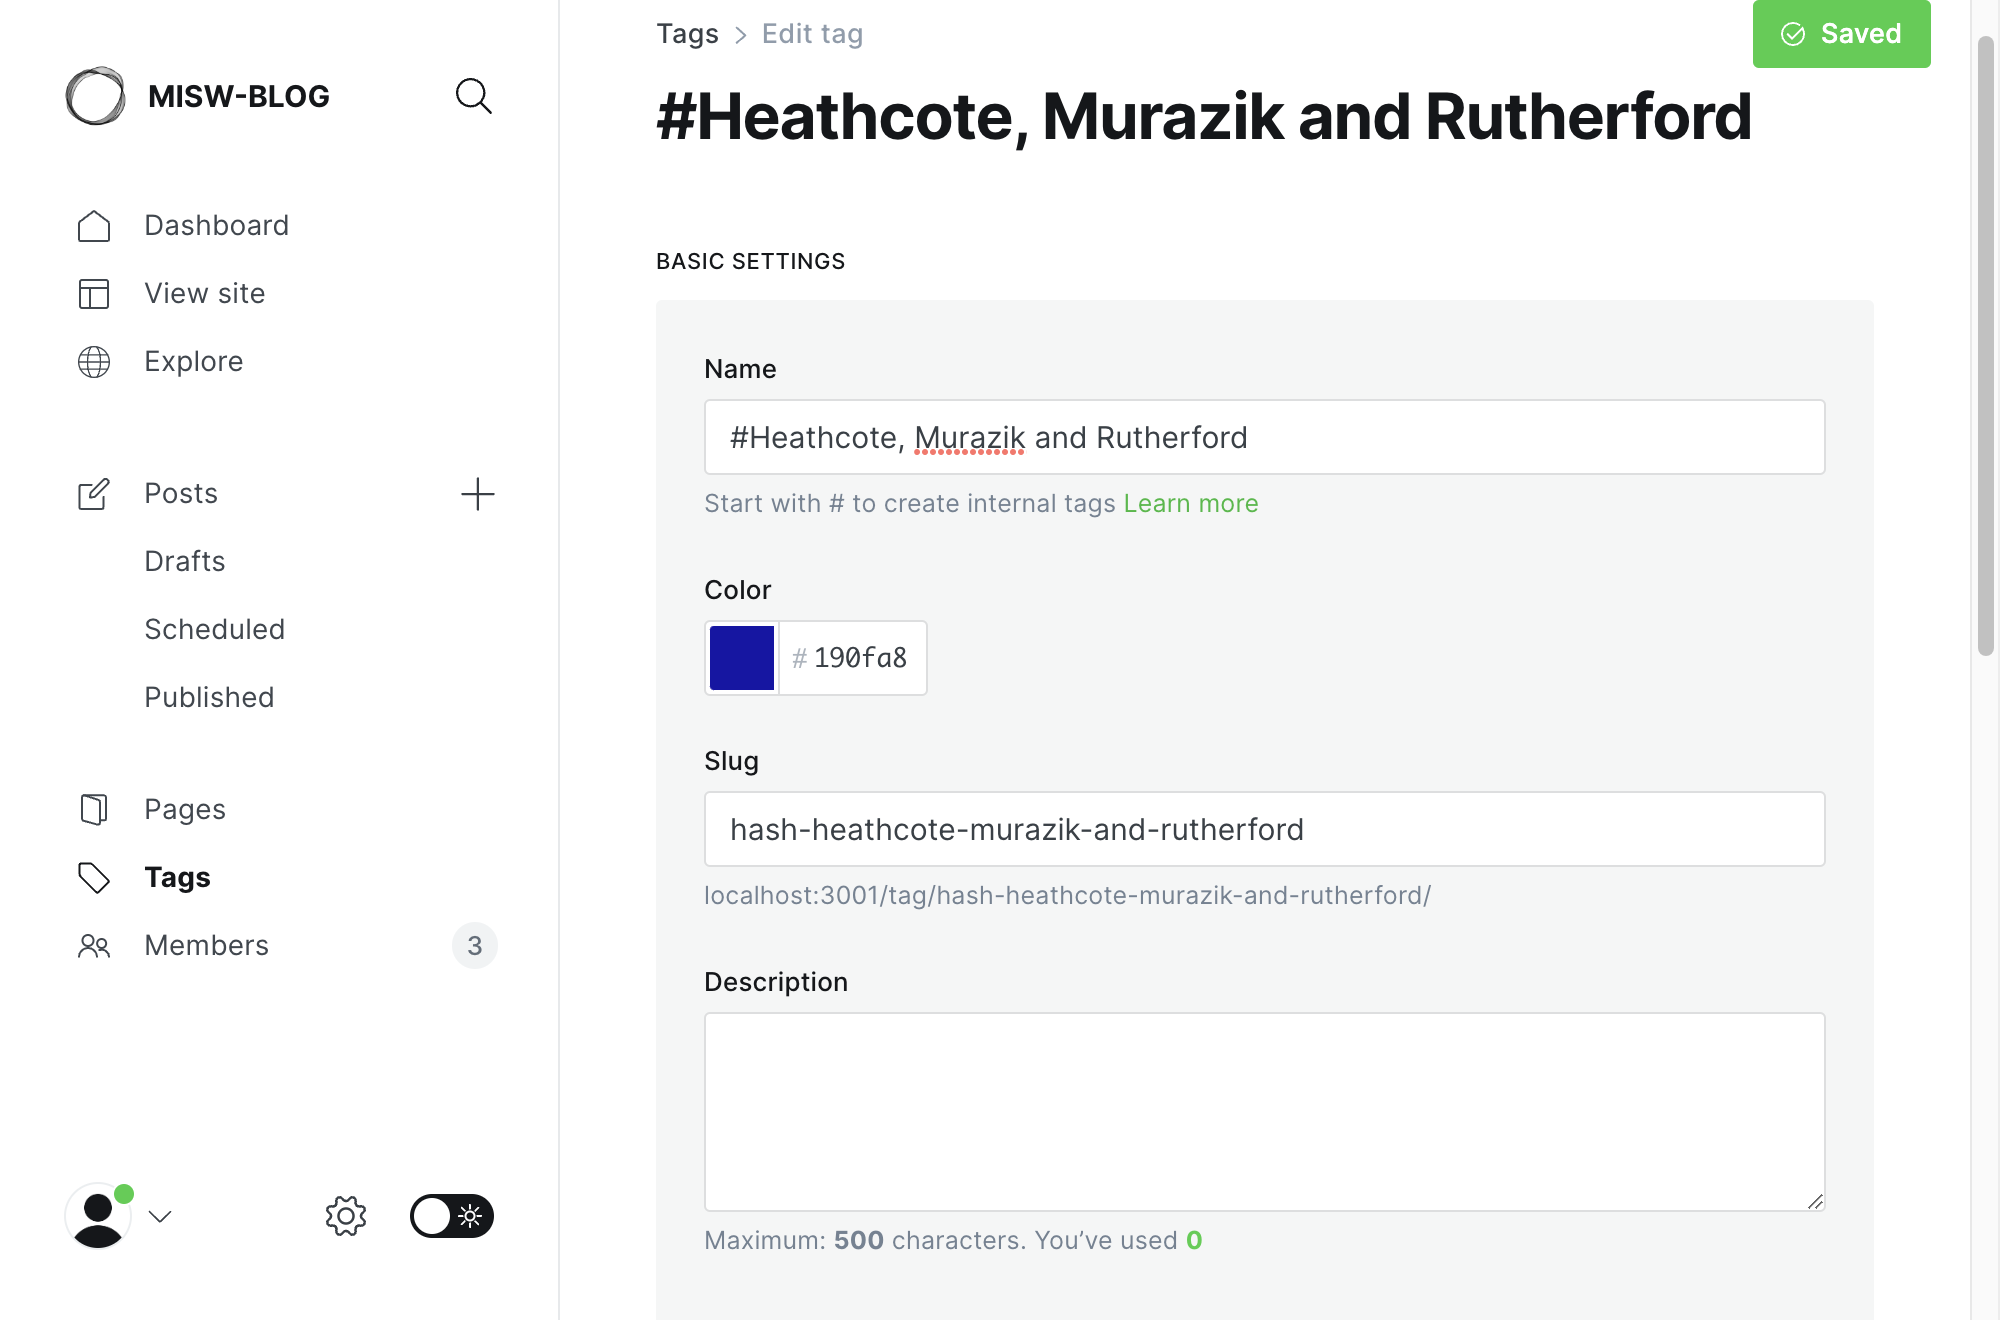 MISW-BLOG
Dashboard
View site
Explore
Posts
Drafts
Scheduled
Published
Pages
Tags
Members 3
Tags > Edit tag
Saved
#Heathcote, Murazik and Rutherford
BASIC SETTINGS
Name
#Heathcote, Murazik and Rutherford
Start with # to create internal tags Learn more
Color
# 190fa8
Slug
hash-heathcote-murazik-and-rutherford
localhost:3001/tag/hash-heathcote-murazik-and-rutherford/
Description
Maximum: 500 characters. You’ve used 0